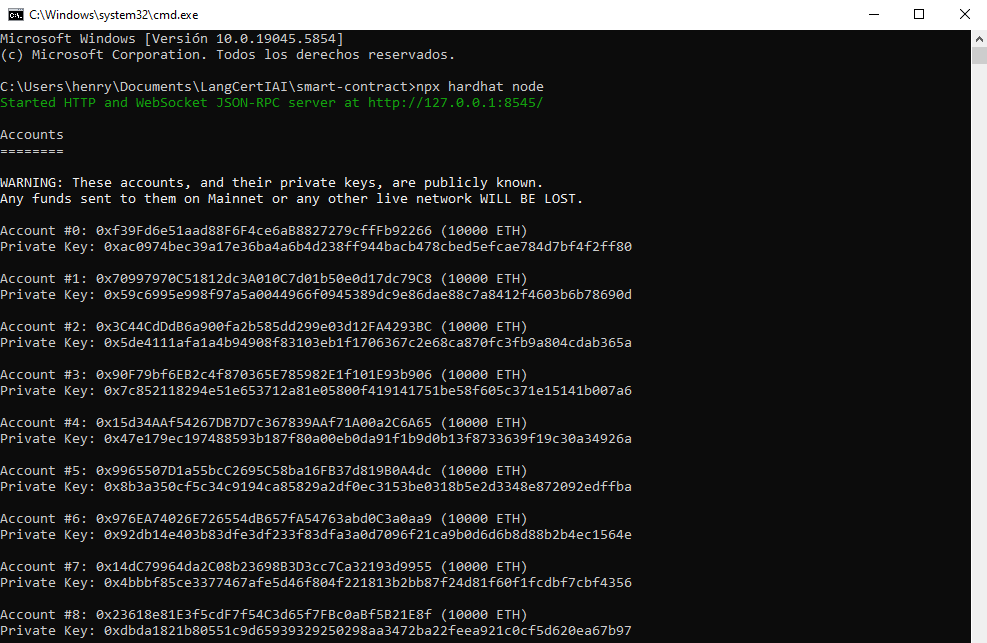 C:\Windows\system32\cmd.exe
Microsoft Windows [Versión 10.0.19045.5854]
(c) Microsoft Corporation. Todos los derechos reservados.
C:\Users\henry\Documents\LangCertIAI\smart-contract>npx hardhat node
Started HTTP and WebSocket JSON-RPC server at http://127.0.0.1:8545/
Accounts
========
WARNING: These accounts, and their private keys, are publicly known.
Any funds sent to them on Mainnet or any other live network WILL BE LOST.
Account #0: 0xf39Fd6e51aad88F6F4ce6aB8827279cffFb92266 (10000 ETH)
Private Key: 0xac0974bec39a17e36ba4a6b4d238ff944bacb478cbed5efcae784d7bf4f2ff80
Account #1: 0x70997970C51812dc3A010C7d01b50e0d17dc79C8 (10000 ETH)
Private Key: 0x59c6995e998f97a5a0044966f0945389dc9e86dae88c7a8412f4603b6b78690d
Account #2: 0x3C44CdDdB6a900fa2b585dd299e03d12FA4293BC (10000 ETH)
Private Key: 0x5de4111afa1a4b94908f83103eb1f1706367c2e68ca870fc3fb9a804cdab365a
Account #3: 0x90F79bf6EB2c4f870365E785982E1f101E93b906 (10000 ETH)
Private Key: 0x7c852118294e51e653712a81e05800f419141751be58f605c371e15141b007a6
Account #4: 0x15d34AAf54267DB7D7c367839AAf71A00a2C6A65 (10000 ETH)
Private Key: 0x47e179ec197488593b187f80a00eb0da91f1b9d0b13f8733639f19c30a34926a
Account #5: 0x9965507D1a55bcC2695C58ba16FB37d819B0A4dc (10000 ETH)
Private Key: 0x8b3a350cf5c34c9194ca85829a2df0ec3153be0318b5e2d3348e872092edffba
Account #6: 0x976EA74026E726554dB657fA54763abd0C3a0aa9 (10000 ETH)
Private Key: 0x92db14e403b83dfe3df233f83dfa3a0d7096f21ca9b0d6d6b8d88b2b4ec1564e
Account #7: 0x14dC79964da2C08b23698B3D3cc7Ca32193d9955 (10000 ETH)
Private Key: 0x4bbbf85ce3377467afe5d46f804f221813b2bb87f24d81f60f1fcdbf7cbf4356
Account #8: 0x23618e81E3f5cdF7f54C3d65f7FBc0aBf5B21E8f (10000 ETH)
Private Key: 0xdbda1821b80551c9d65939329250298aa3472ba22feea921c0cf5d620ea67b97